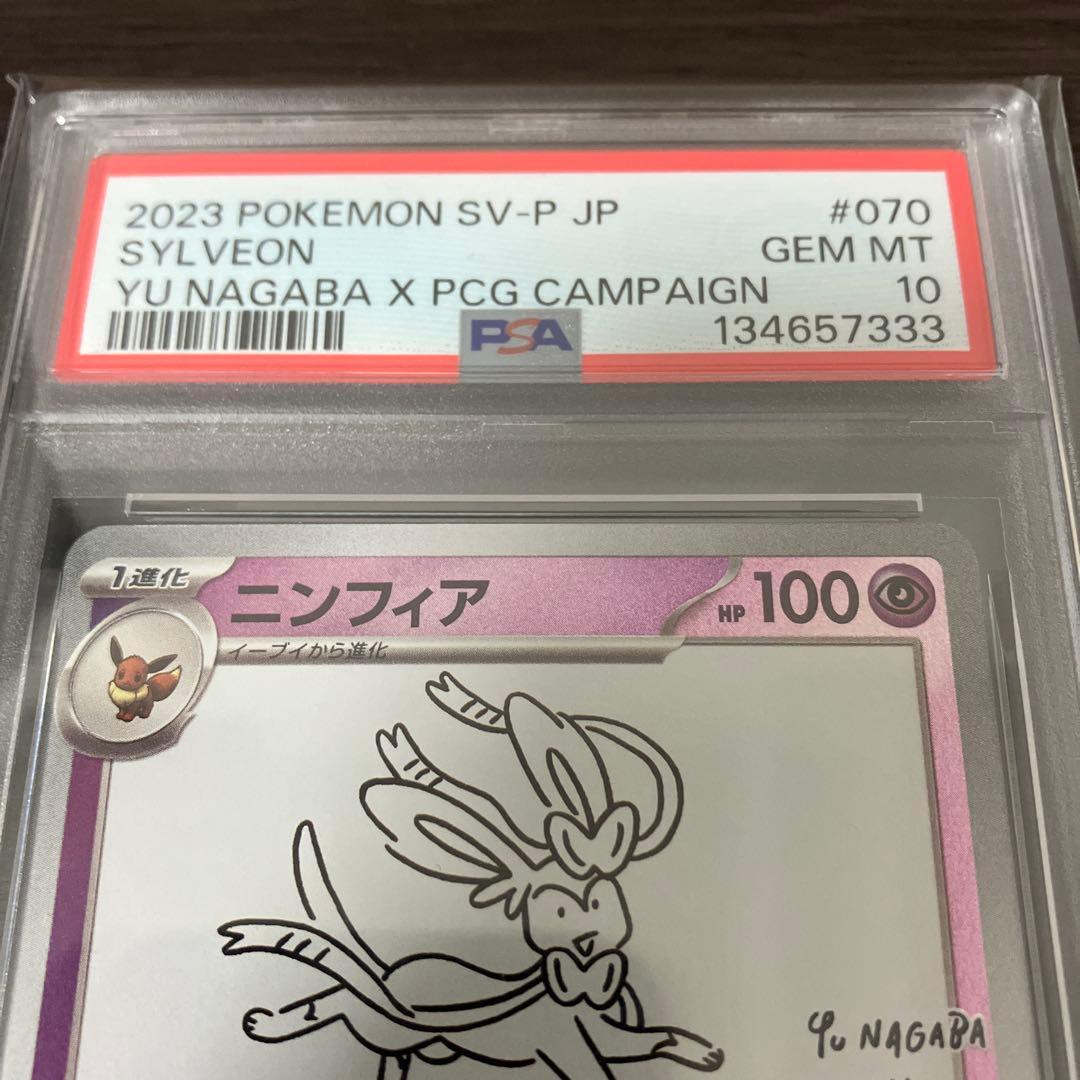 2023 POKEMON SV-P JP #070
SYLVEON GEM MT
YU NAGABA X PCG CAMPAIGN 10
PSA 134657333
1進化 ニンフィア HP 100
イーブイから進化
Yu NAGABA